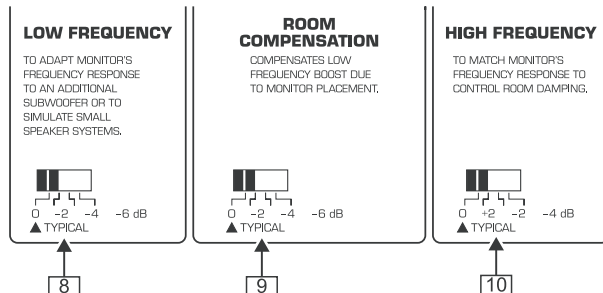 LOW FREQUENCY
TO ADAPT MONITOR'S
FREQUENCY RESPONSE
TO AN ADDITIONAL
SUBWOOFER OR TO
SIMULATE SMALL
SPEAKER SYSTEMS.
0 -2 -4 -6 dB
▲ TYPICAL
8
ROOM
COMPENSATION
COMPENSATES LOW
FREQUENCY BOOST DUE
TO MONITOR PLACEMENT.
0 -2 -4 -6 dB
▲ TYPICAL
9
HIGH FREQUENCY
TO MATCH MONITOR'S
FREQUENCY RESPONSE TO
CONTROL ROOM DAMPING.
0 +2 -2 -4 dB
▲ TYPICAL
10